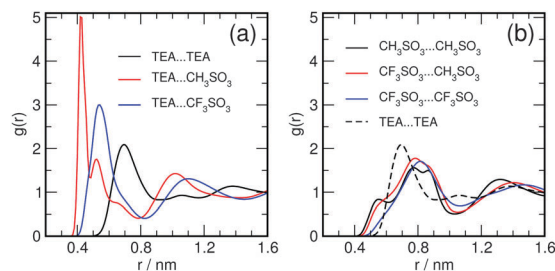 (a)
TEA...TEA
TEA...CH₃SO₃
TEA...CF₃SO₃
g(r)
5
4
3
2
1
0
0.4 0.8 1.2 1.6
r / nm
(b)
CH₃SO₃...CH₃SO₃
CF₃SO₃...CH₃SO₃
CF₃SO₃...CF₃SO₃
TEA...TEA
g(r)
5
4
3
2
1
0
0.4 0.8 1.2 1.6
r / nm